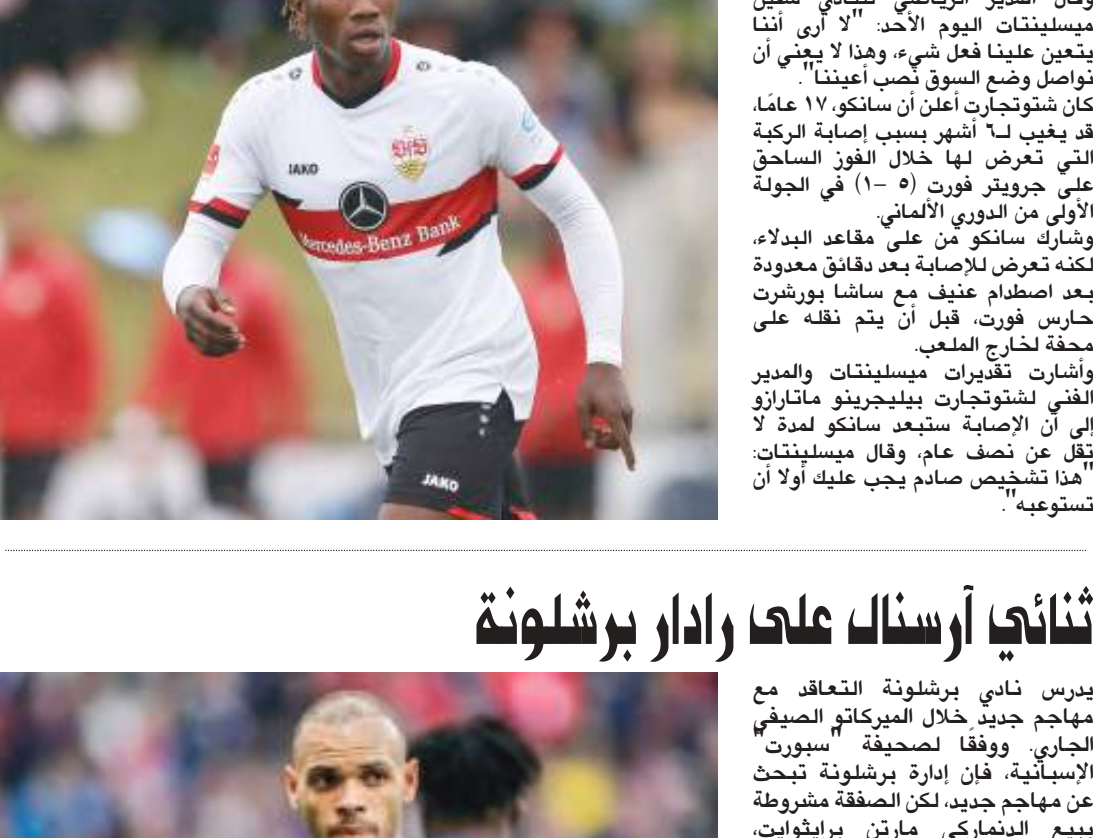 ميسلينتات اليوم الأحد: "لا أرى أننا
يتعين علينا فعل شيء، وهذا لا يعني أن
نواصل وضع السوق نصب أعيننا".
كان شتوتجارت أعلن أن سانكو، ١٧ عامًا،
قد يغيب لـ٦ أشهر بسبب إصابة الركبة
التي تعرض لها خلال الفوز الساحق
على جرويتر فورت (٥ -١) في الجولة
الأولى من الدوري الألماني.
وشارك سانكو من على مقاعد البدلاء،
لكنه تعرض للإصابة بعد دقائق معدودة
بعد اصطدام عنيف مع ساشا بورشرت
حارس فورت، قبل أن يتم نقله على
محفة لخارج الملعب.
وأشارت تقديرات ميسلينتات والمدير
الفني لشتوتجارت بيليجرينو ماتارازو
إلى أن الإصابة ستبعد سانكو لمدة لا
تقل عن نصف عام، وقال ميسلينتات:
"هذا تشخيص صادم يجب عليك أولا أن
تستوعبه".
JAKO
VfB
Mercedes-Benz Bank
JAKO
ثنائي آرسنال على رادار برشلونة
يدرس نادي برشلونة التعاقد مع
مهاجم جديد خلال الميركاتو الصيفي
الجاري. ووفقًا لصحيفة "سبورت"
الإسبانية، فإن إدارة برشلونة تبحث
عن مهاجم جديد، لكن الصفقة مشروطة
ببيع الدنماركي مارتن برايثوايت،